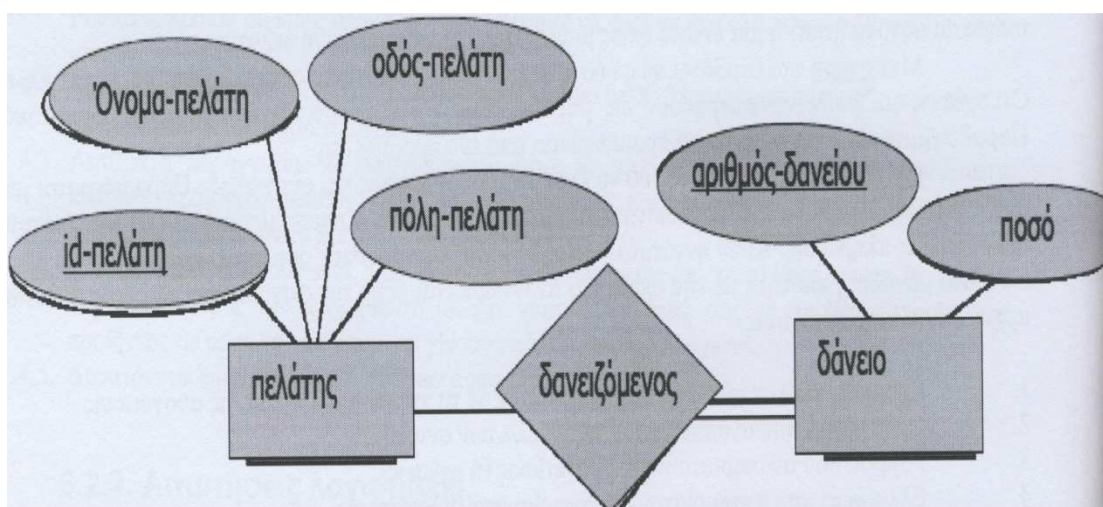 Όνομα-πελάτη
οδός-πελάτη
id-πελάτη
πόλη-πελάτη
αριθμός-δανείου
ποσό
πελάτης
δανειζόμενος
δάνειο